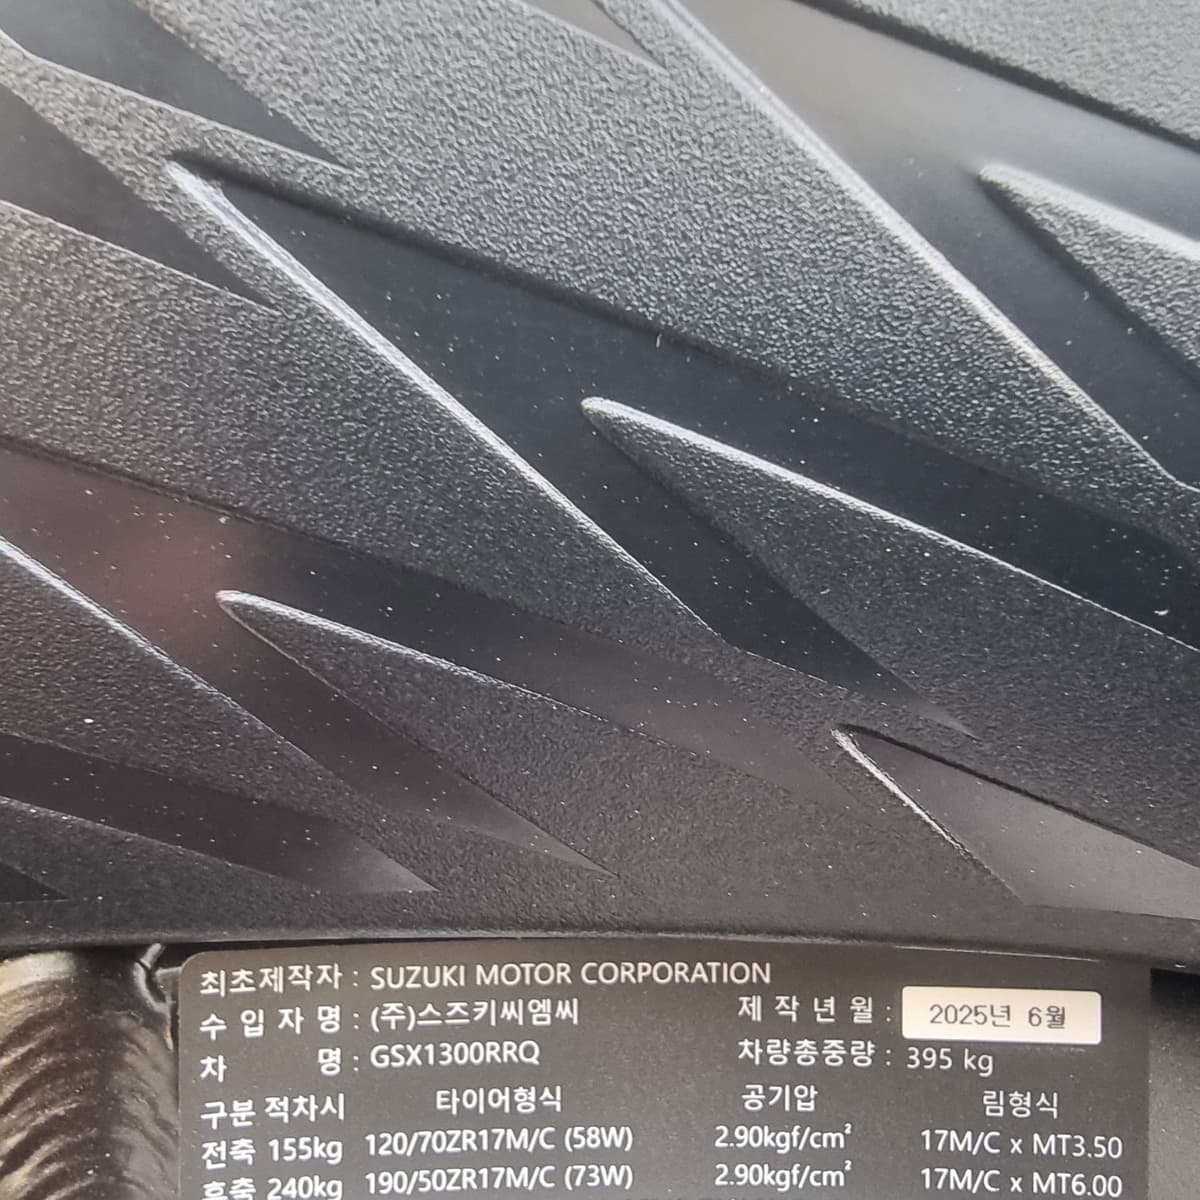 최초제작자 : SUZUKI MOTOR CORPORATION
수 입 자 명 : (주)스즈키씨엠씨 제 작 년 월 : 2025년 6월
차 명 : GSX1300RRQ 차량총중량 : 395 kg
구분 적차시 타이어형식 공기압 림형식
전축 155kg 120/70ZR17M/C (58W) 2.90kgf/cm² 17M/C x MT3.50
후축 240kg 190/50ZR17M/C (73W) 2.90kgf/cm² 17M/C x MT6.00